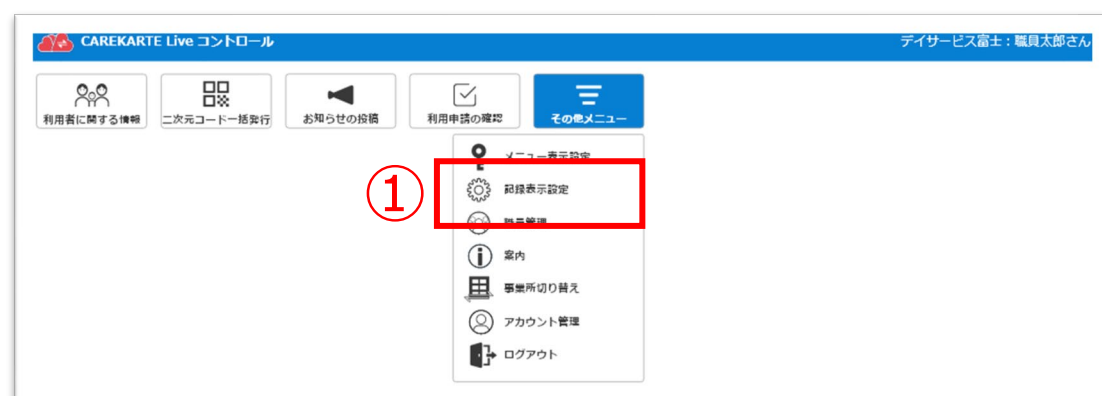 CAREKARTE Live コントロール
デイサービス富士：職員太郎さん
利用者に関する情報
二次元コード一括発行
お知らせの投稿
利用申請の確認
その他メニュー
メニュー表示設定
①
記録表示設定
職員管理
案内
事業所切り替え
アカウント管理
ログアウト